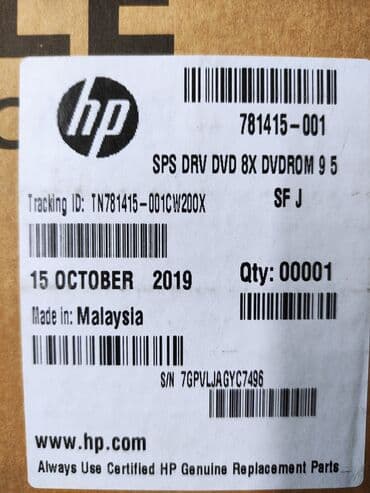 LE
hp
781415-001
SPS DRV DVD 8X DVDROM 9 5
SF J
Tracking ID: TN781415-001CW200X
15 OCTOBER 2019
Qty: 00001
Made in: Malaysia
S/N 7GPVLJAGYC7496
www.hp.com
Always Use Certified HP Genuine Replacement Parts